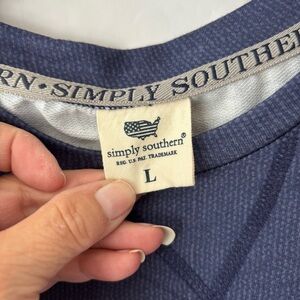 RN • SIMPLY SOUTHER
simply southern®
REG. U.S. PAT. TRADEMARK
L